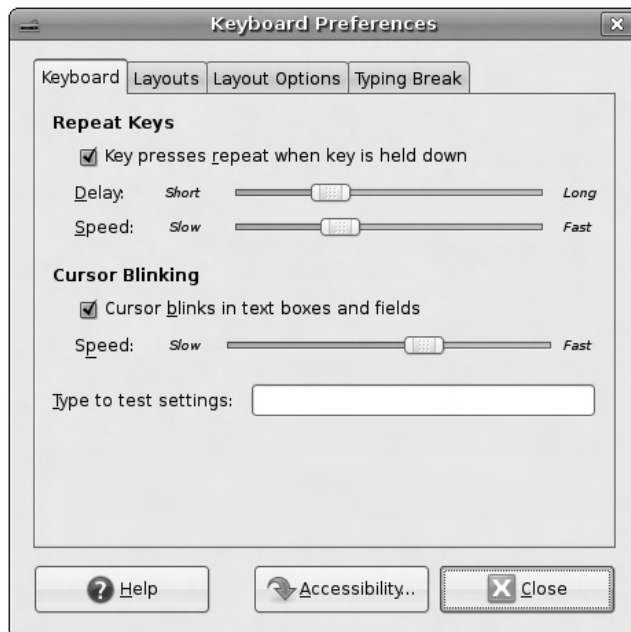 Keyboard Preferences
Keyboard Layouts Layout Options Typing Break
Repeat Keys
Key presses repeat when key is held down
Delay: Short Long
Speed: Slow Fast
Cursor Blinking
Cursor blinks in text boxes and fields
Speed: Slow Fast
Type to test settings:
Help Accessibility... Close